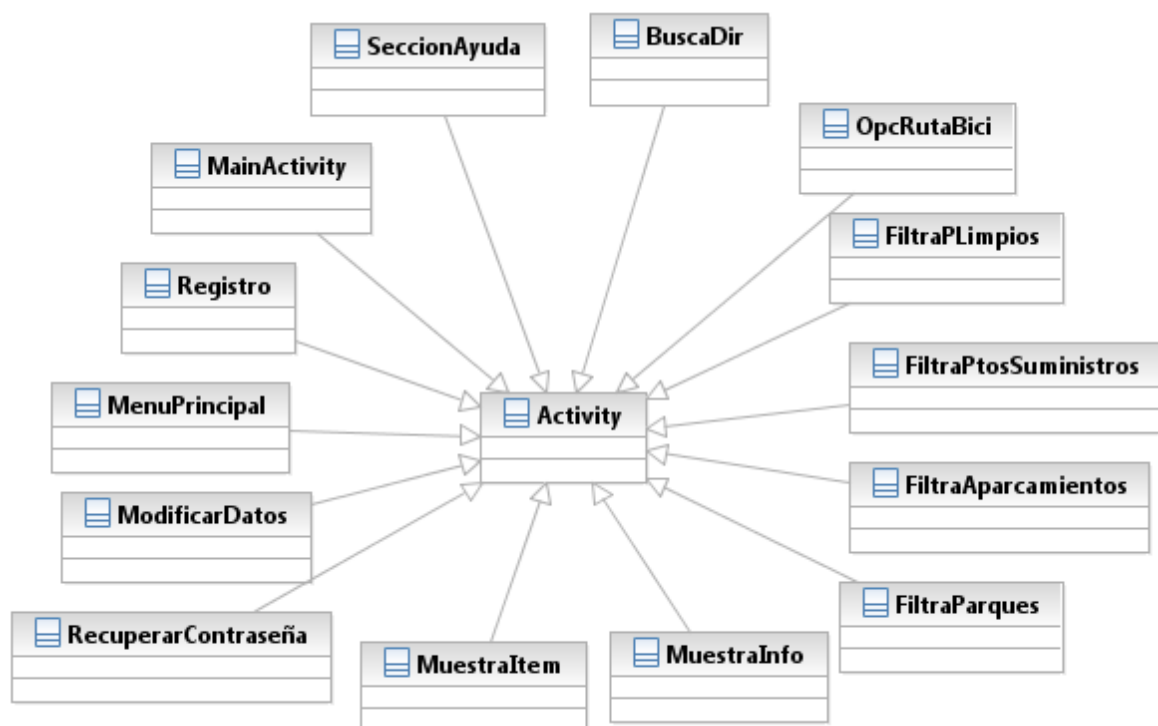 SeccionAyuda
BuscaDir
OpcRutaBici
MainActivity
FiltraPLimpios
Registro
FiltraPtosSuministros
MenuPrincipal
Activity
FiltraAparcamientos
ModificarDatos
FiltraParques
RecuperarContraseña
MuestraItem
MuestraInfo